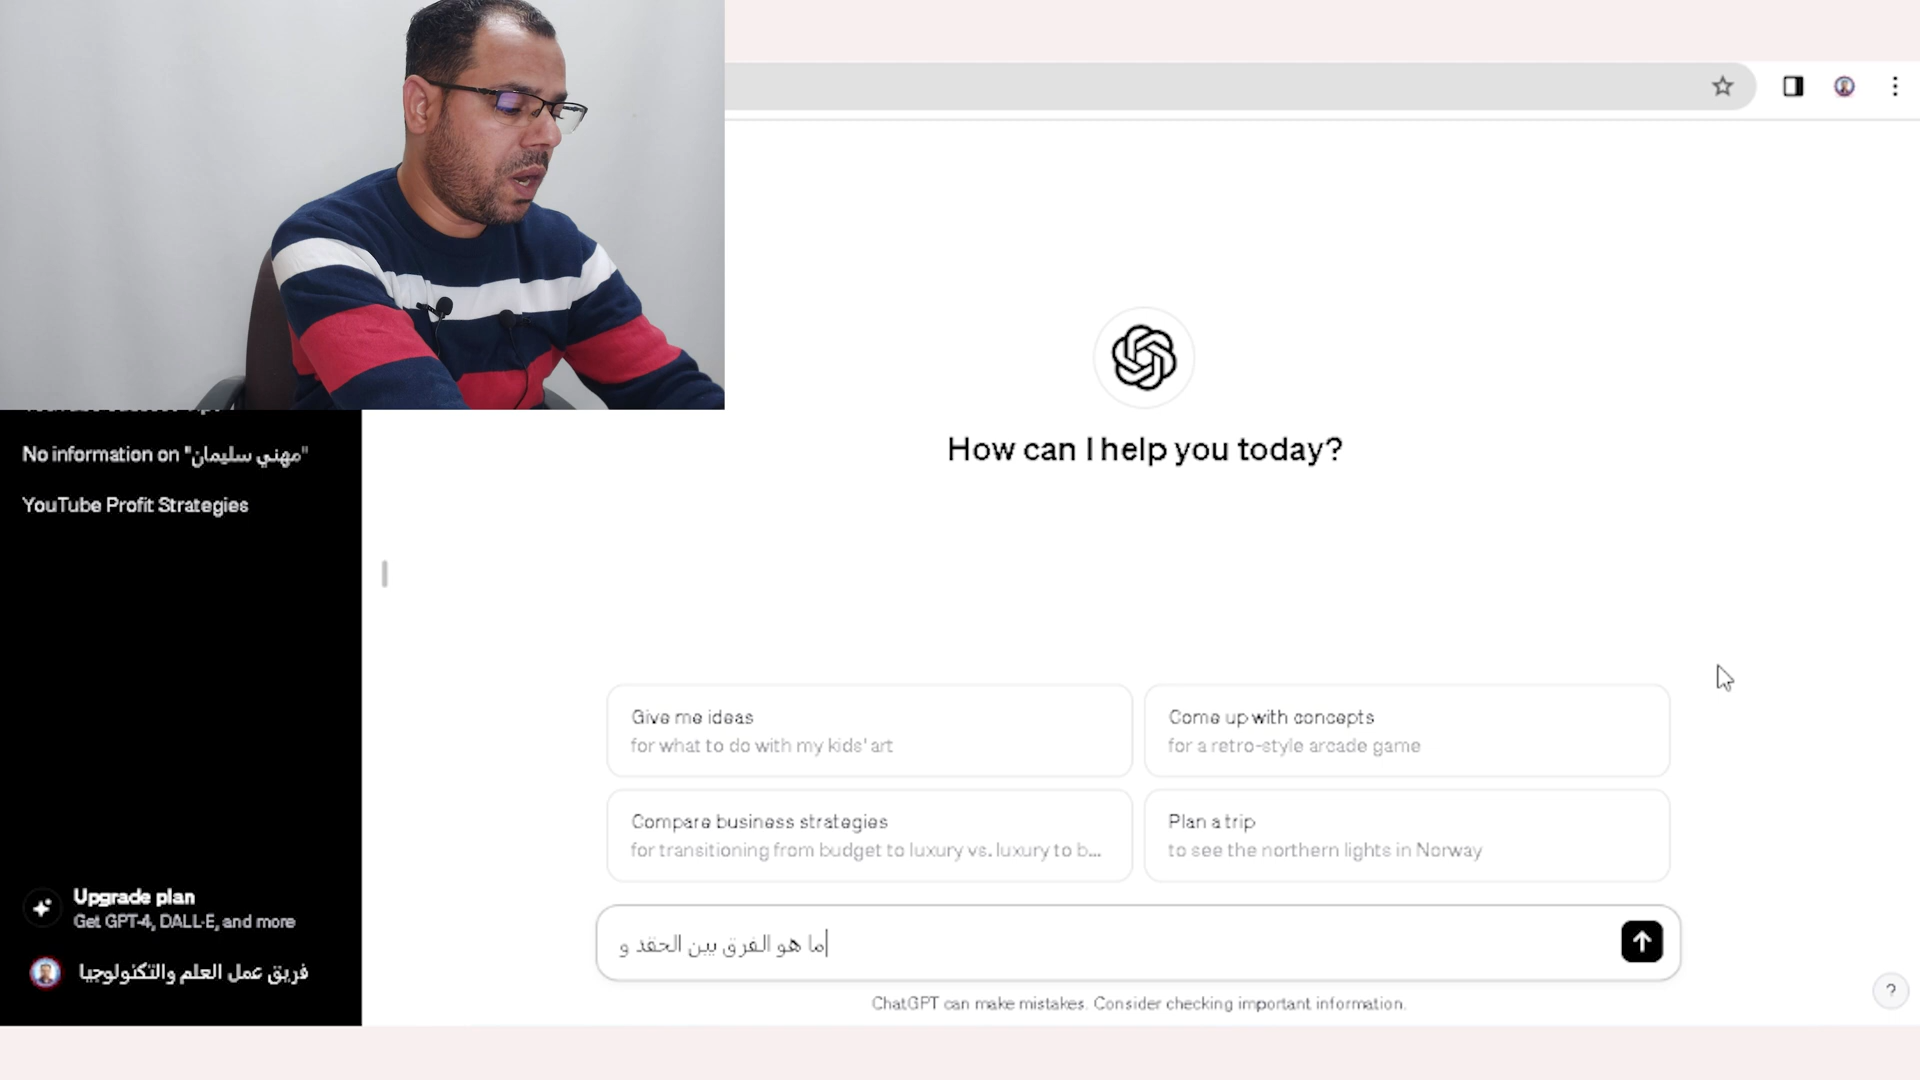 No information on "مهني سليمان"
YouTube Profit Strategies
How can I help you today?
Give me ideas
for what to do with my kids' art
Come up with concepts
for a retro-style arcade game
Compare business strategies
for transitioning from budget to luxury vs. luxury to b...
Plan a trip
to see the northern lights in Norway
Upgrade plan
Get GPT-4, DALL·E, and more
فريق عمل العلم والتكنولوجيا
ما هو الفرق بين الحقد و
ChatGPT can make mistakes. Consider checking important information.
?